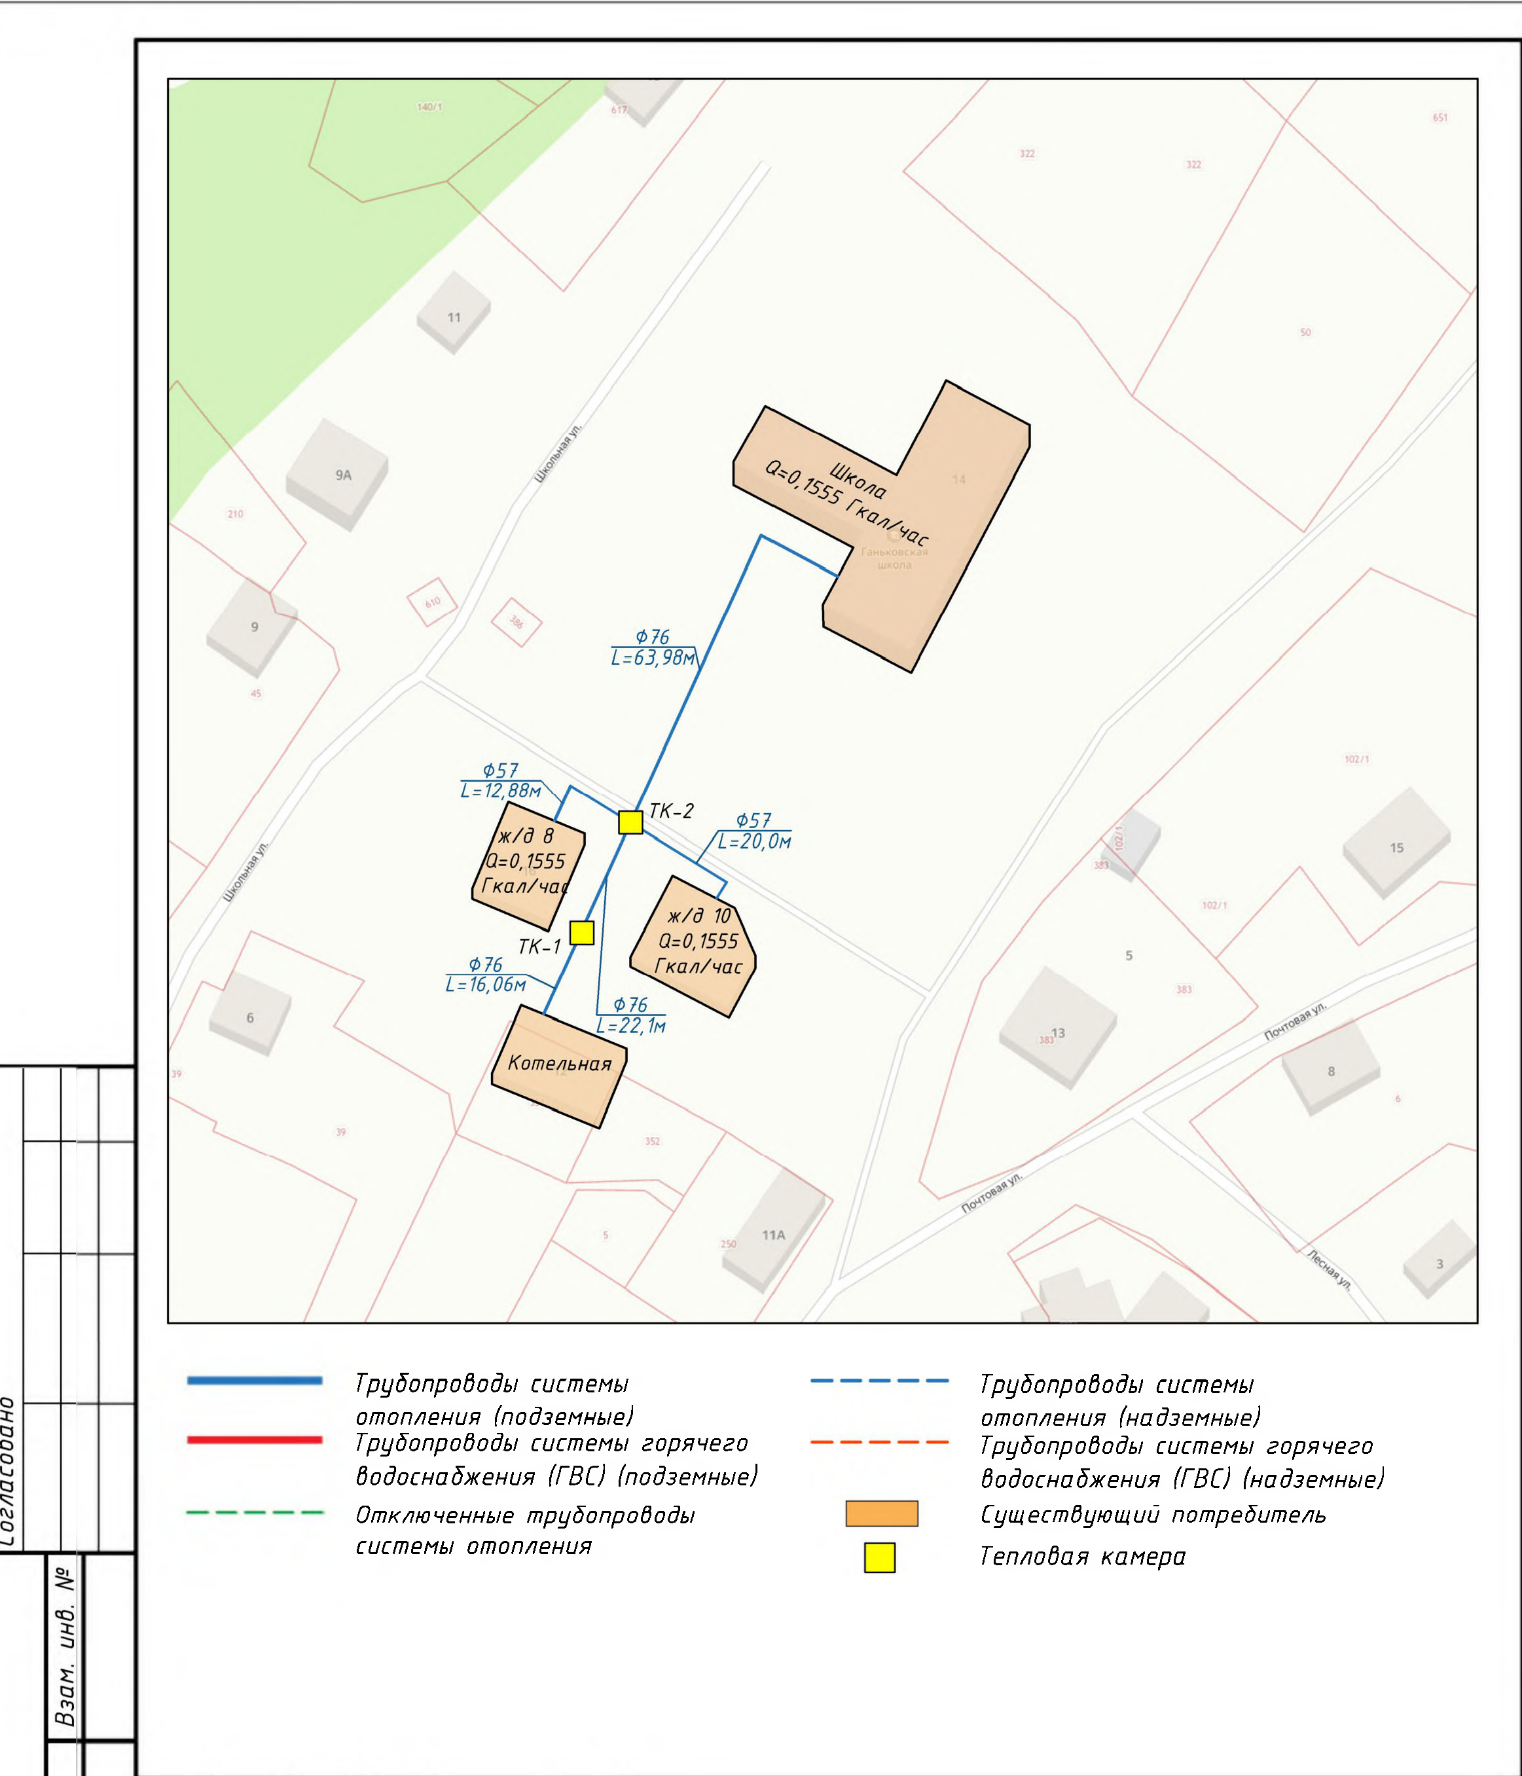 140/1
617
651
322
322
11
50
Школьная ул.
9А
Школа
Q=0,1555 Гкал/час
14
210
Ганьковская
школа
610
386
9
Ф76
L=63,98м
45
Ф57
L=12,88м
ТК-2
102/1
Ф57
L=20,0м
ж/д 8
Q=0,1555
Гкал/час
102/1
383
15
Школьная ул.
ж/д 10
Q=0,1555
Гкал/час
102/1
ТК-1
5
Ф76
L=16,06м
383
6
Ф76
L=22,1м
Почтовая ул.
13
383
Котельная
39
8
6
39
352
Почтовая ул.
5
250
11А
Лесная ул.
3
Трубопроводы системы
отопления (подземные)
Трубопроводы системы горячего
водоснабжения (ГВС) (подземные)
Отключенные трубопроводы
системы отопления
Трубопроводы системы
отопления (надземные)
Трубопроводы системы горячего
водоснабжения (ГВС) (надземные)
Существующий потребитель
Тепловая камера
Согласовано
Взам. инв. №